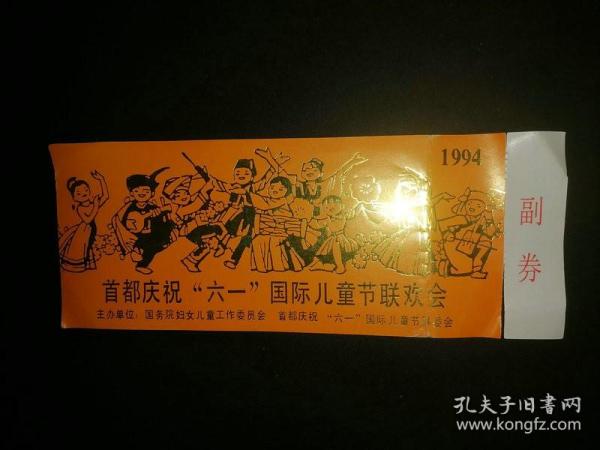 1994
首都庆祝“六一”国际儿童节联欢会
主办单位：国务院妇女儿童工作委员会 首都庆祝“六一”国际儿童节 委会
副券
孔夫子旧书网
www.kongfz.com